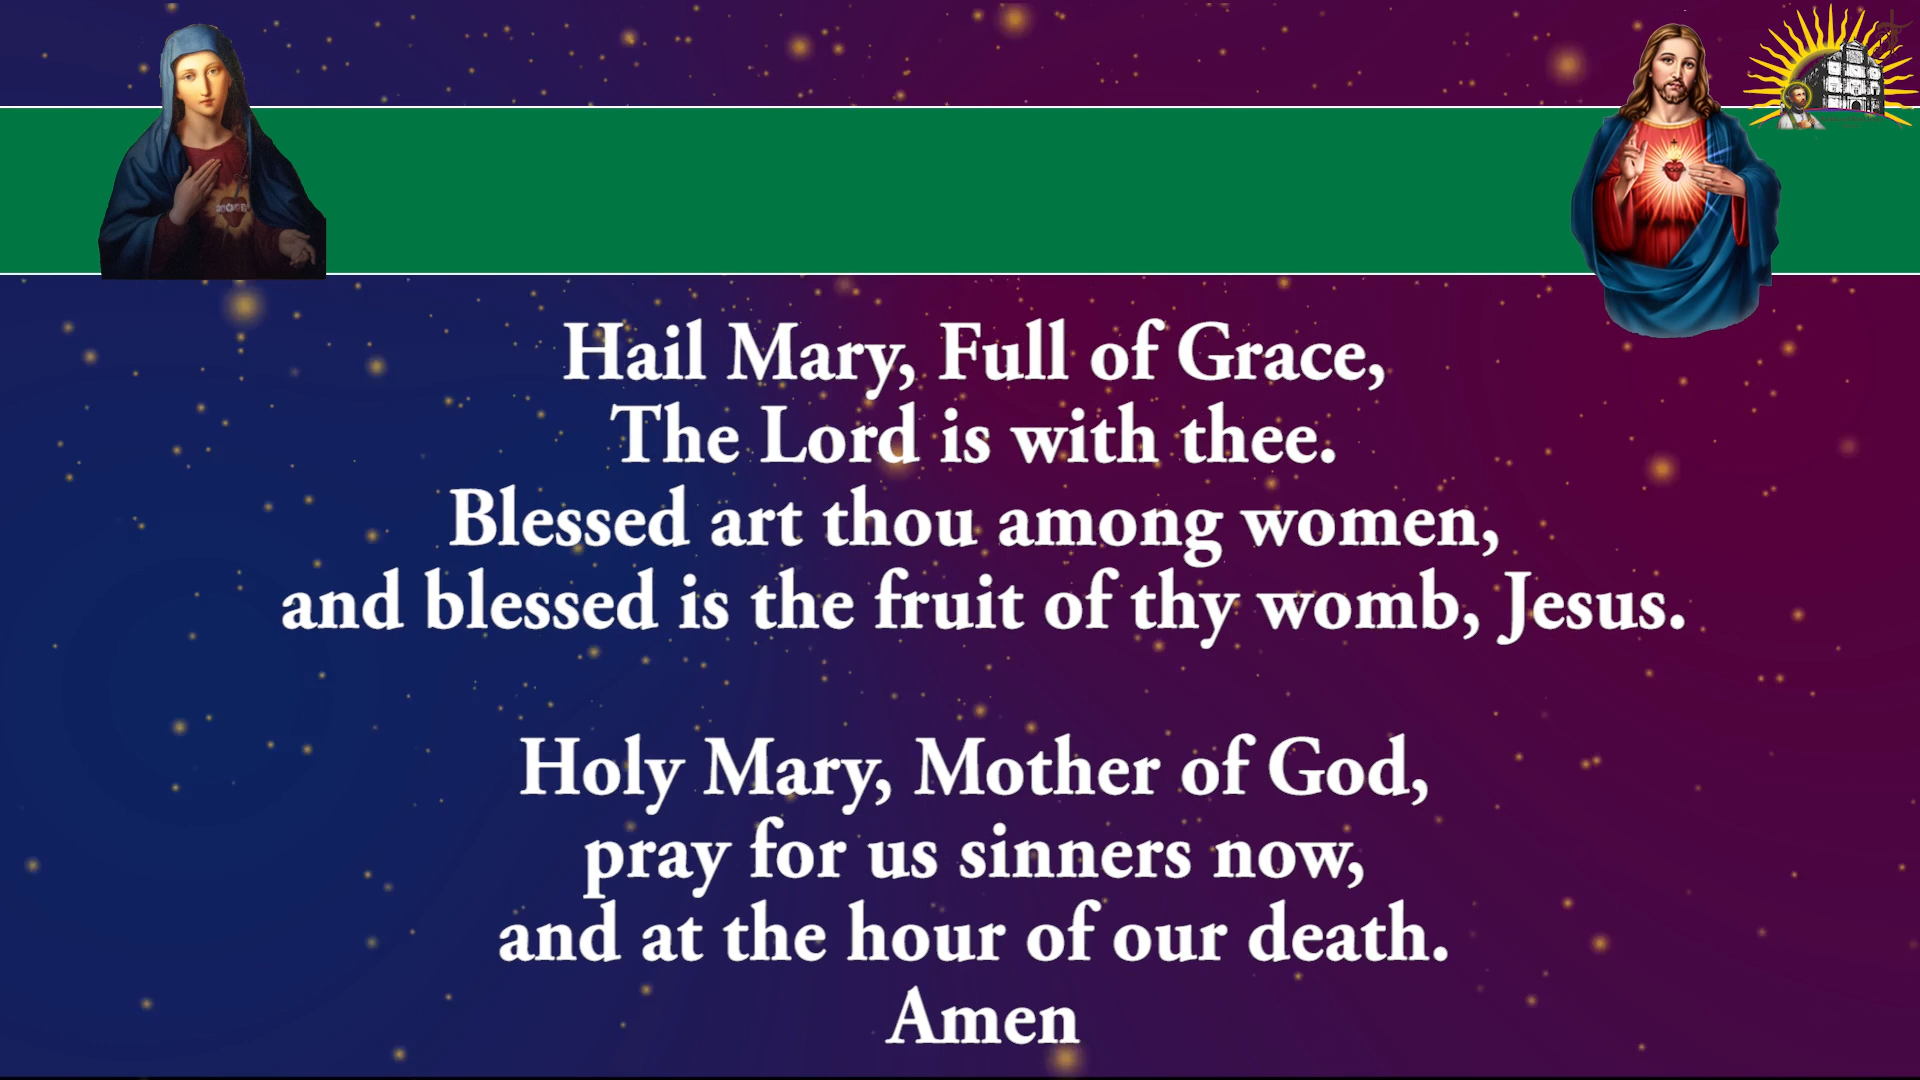 Hail Mary, Full of Grace,
The Lord is with thee.
Blessed art thou among women,
and blessed is the fruit of thy womb, Jesus.
Holy Mary, Mother of God,
pray for us sinners now,
and at the hour of our death.
Amen